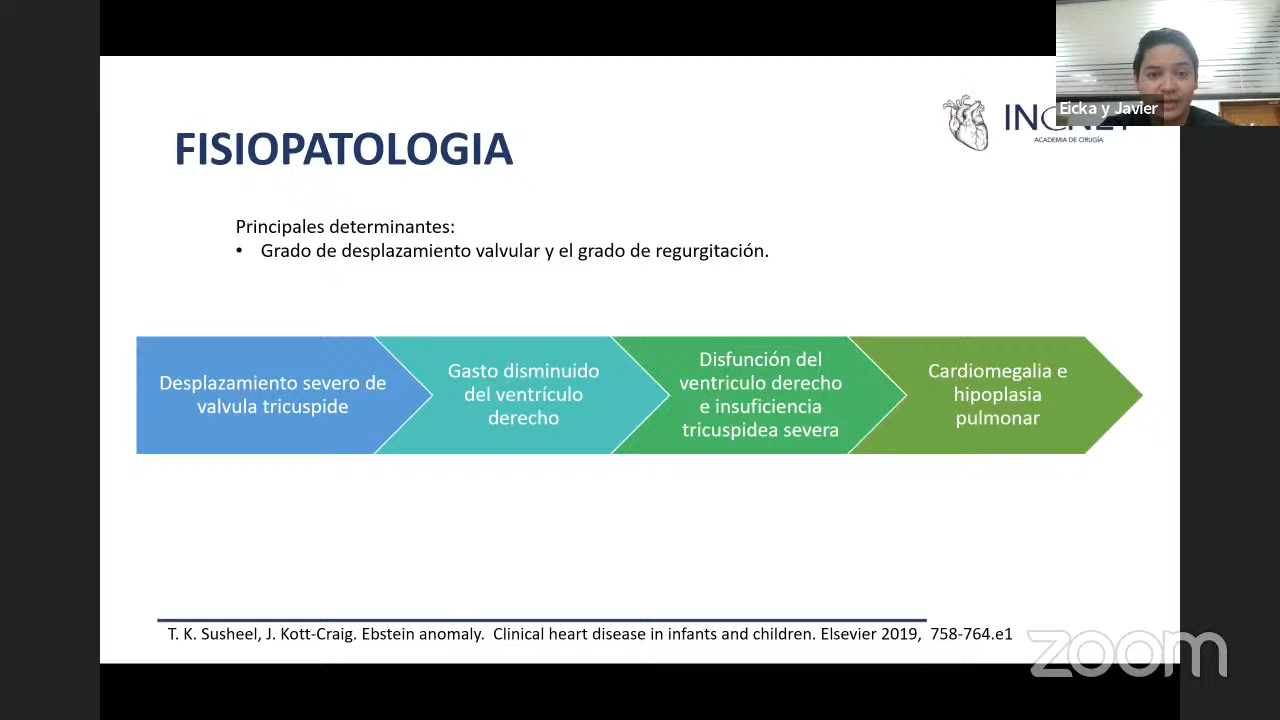 Eicka y Javier
ACADEMIA DE CIRUGÍA
FISIOPATOLOGIA
Principales determinantes:
• Grado de desplazamiento valvular y el grado de regurgitación.
Desplazamiento severo de
valvula tricuspide
Gasto disminuido
del ventrículo
derecho
Disfunción del
ventriculo derecho
e insuficiencia
tricuspidea severa
Cardiomegalia e
hipoplasia
pulmonar
T. K. Susheel, J. Kott-Craig. Ebstein anomaly. Clinical heart disease in infants and children. Elsevier 2019, 758-764.e1
zoom